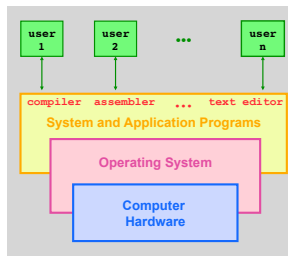 user user ... user
1 2 n
compiler assembler ... text editor
System and Application Programs
Operating System
Computer
Hardware